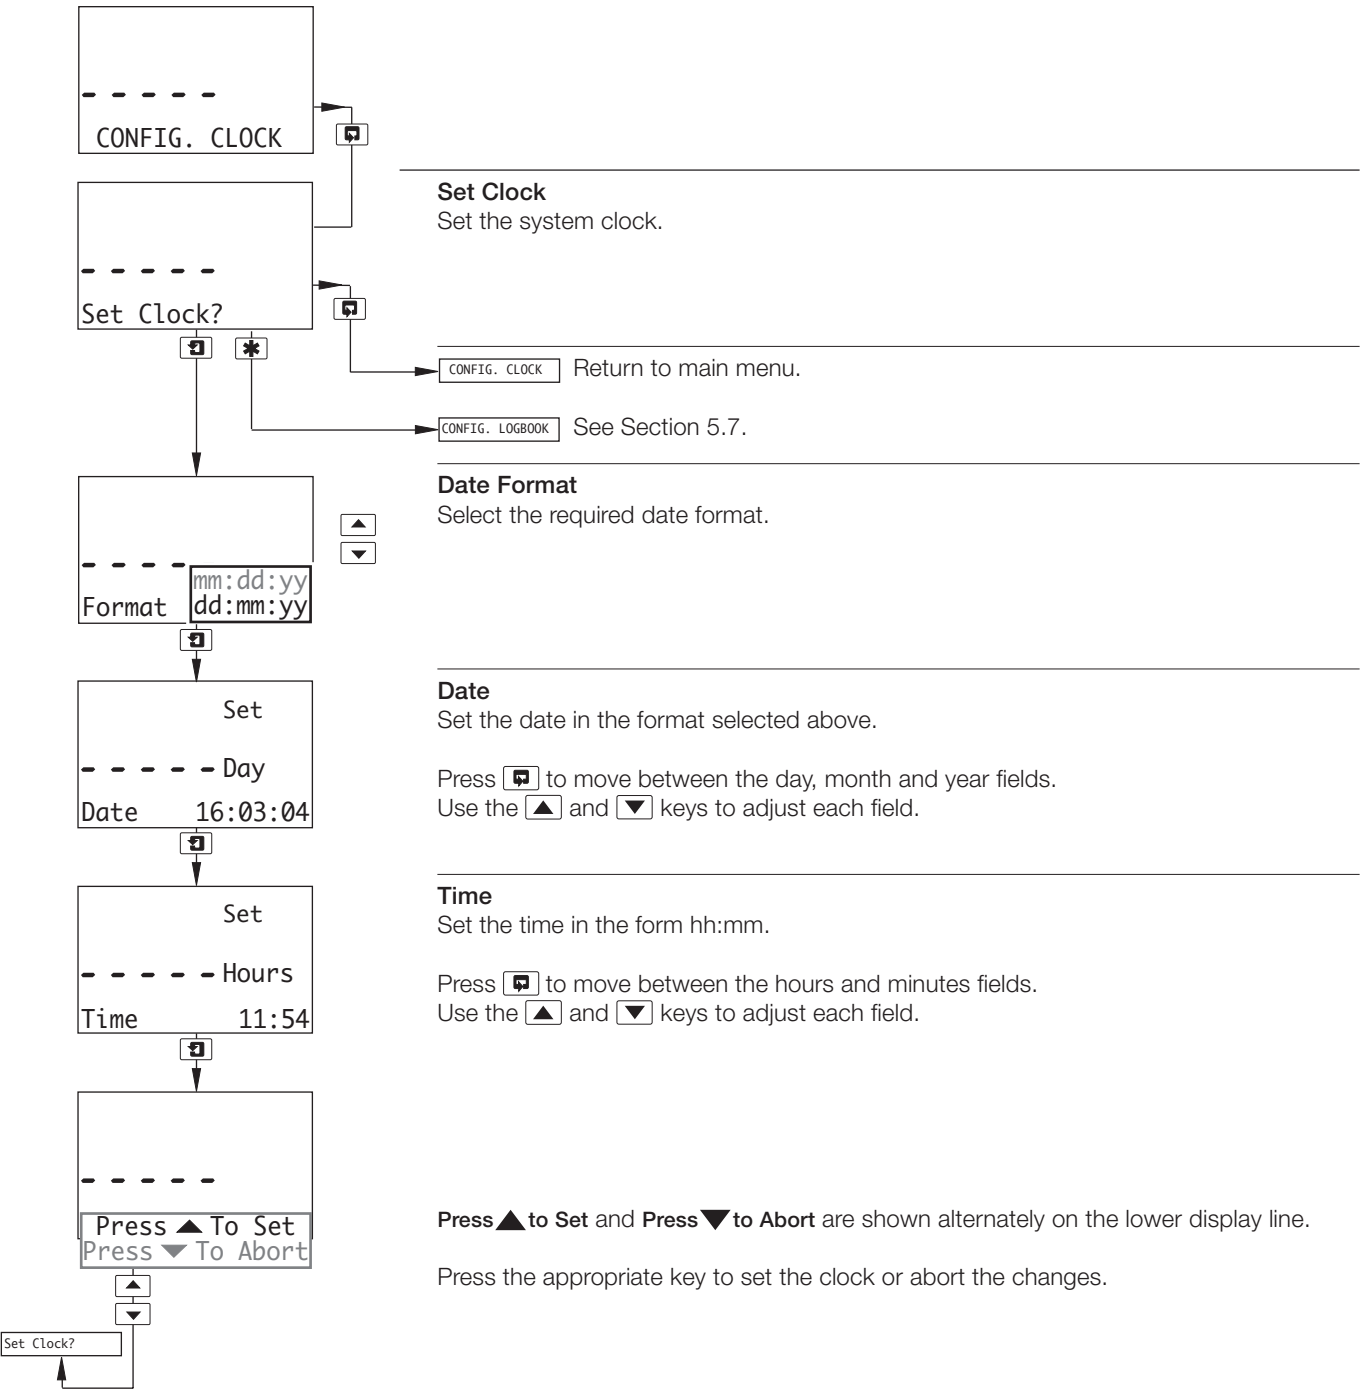 CONFIG. CLOCK
Set Clock
Set the system clock.
Set Clock?
CONFIG. CLOCK Return to main menu.
CONFIG. LOGBOOK See Section 5.7.
Date Format
Select the required date format.
mm:dd:yy
Format dd:mm:yy
Set
Day
Date 16:03:04
Date
Set the date in the format selected above.
Press to move between the day, month and year fields.
Use the ▲ and ▼ keys to adjust each field.
Set
Hours
Time 11:54
Time
Set the time in the form hh:mm.
Press to move between the hours and minutes fields.
Use the ▲ and ▼ keys to adjust each field.
Press ▲ To Set
Press ▼ To Abort
Press ▲ to Set and Press ▼ to Abort are shown alternately on the lower display line.
Press the appropriate key to set the clock or abort the changes.
Set Clock?